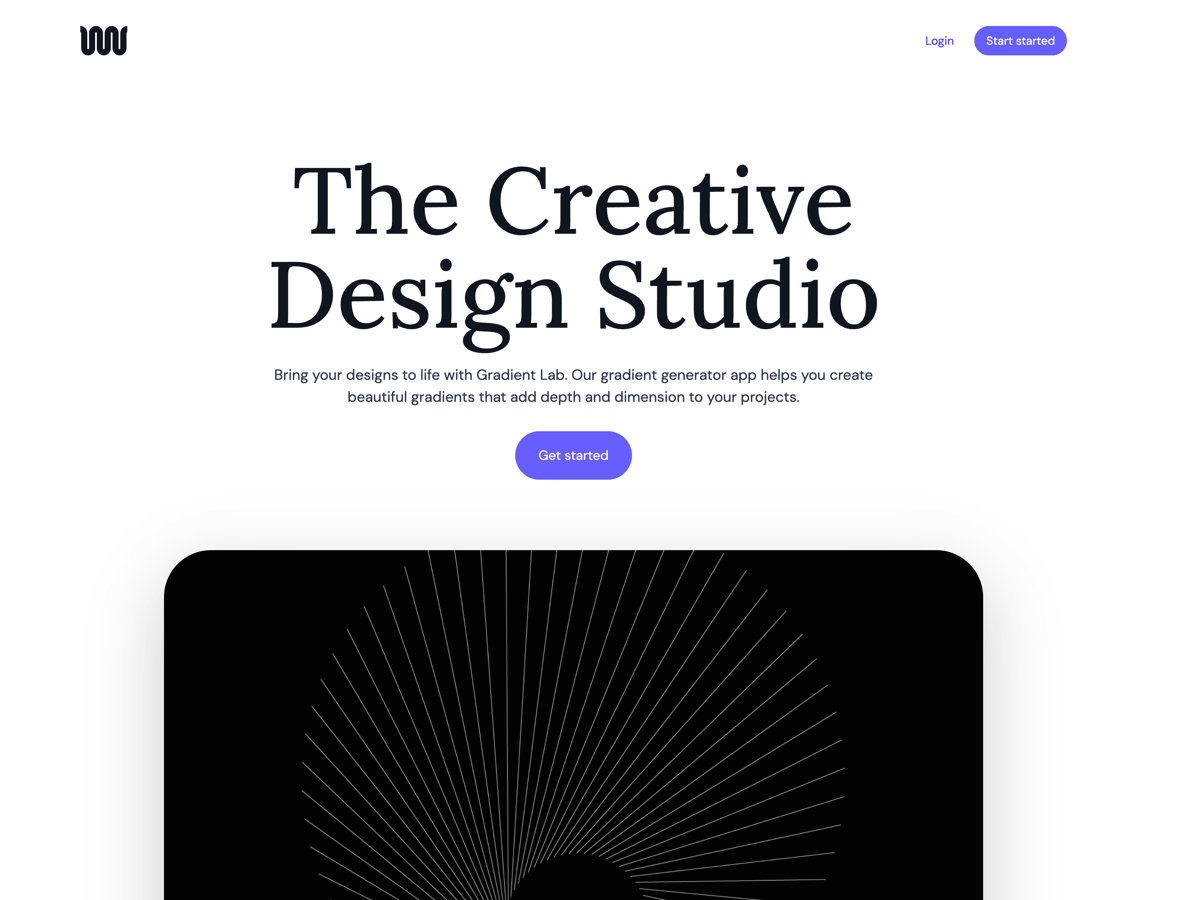 Login
Start started
The Creative
Design Studio
Bring your designs to life with Gradient Lab. Our gradient generator app helps you create
beautiful gradients that add depth and dimension to your projects.
Get started